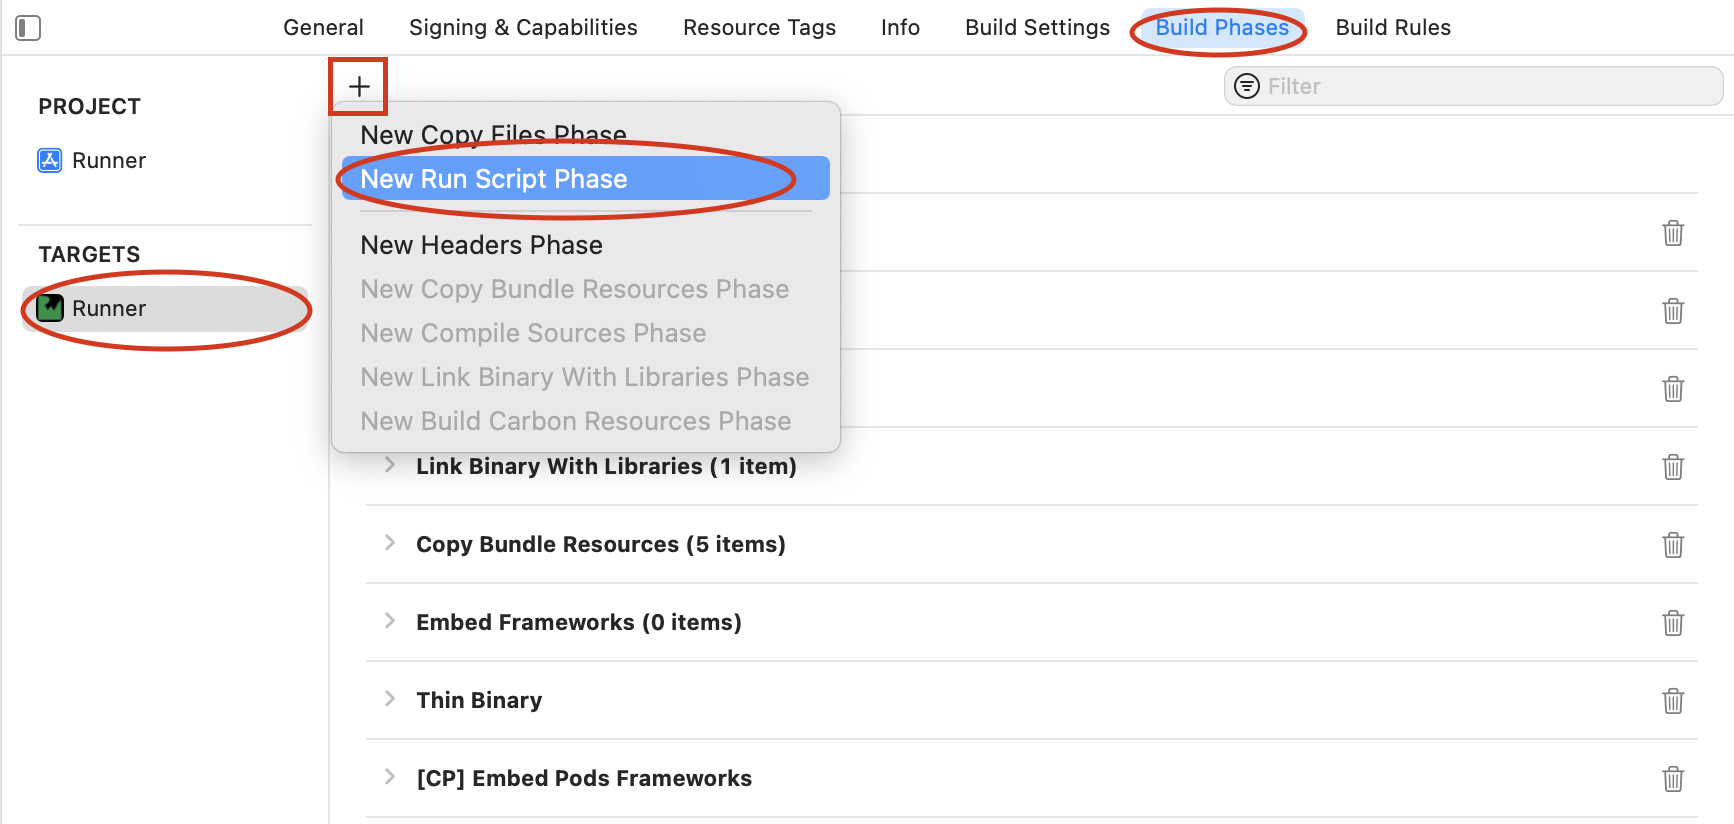 General Signing & Capabilities Resource Tags Info Build Settings Build Phases Build Rules
Filter
PROJECT
Runner
TARGETS
Runner
New Copy Files Phase
New Run Script Phase
New Headers Phase
New Copy Bundle Resources Phase
New Compile Sources Phase
New Link Binary With Libraries Phase
New Build Carbon Resources Phase
Link Binary With Libraries (1 item)
Copy Bundle Resources (5 items)
Embed Frameworks (0 items)
Thin Binary
[CP] Embed Pods Frameworks